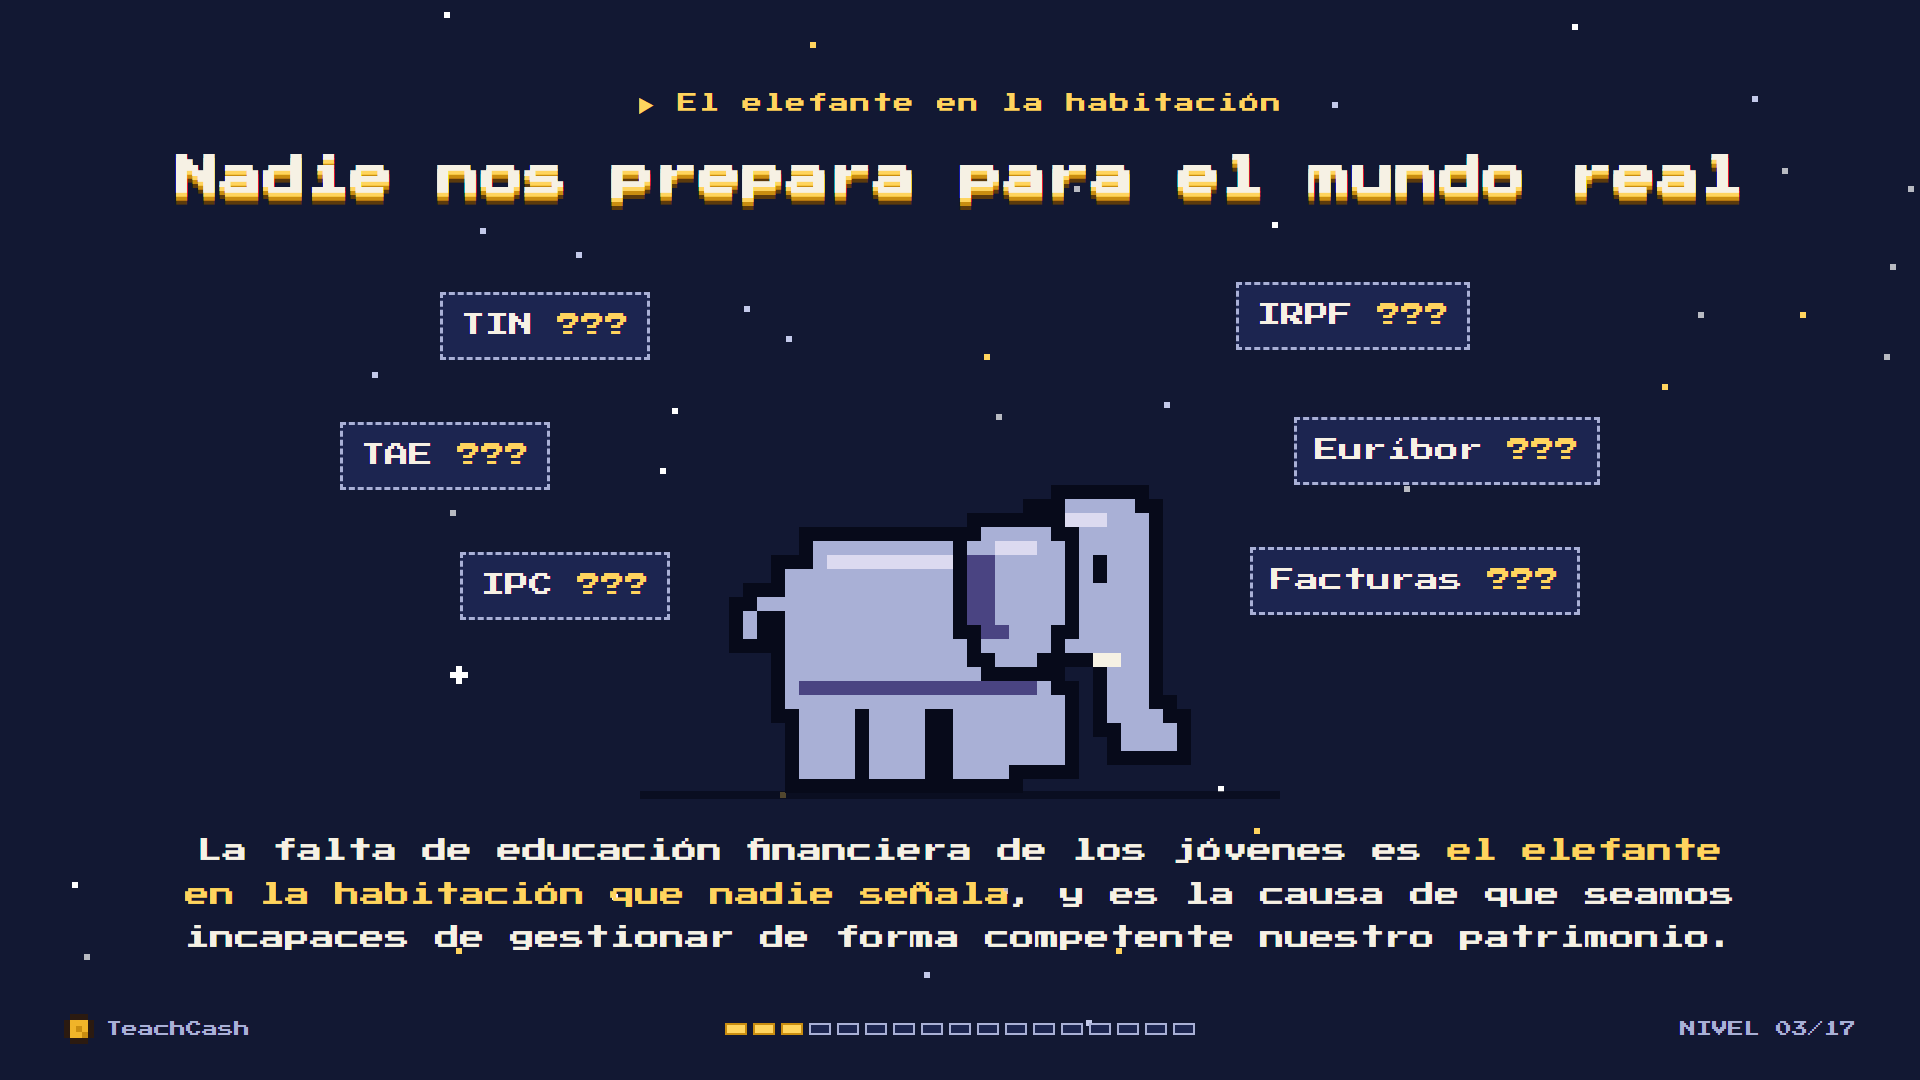 ▶ El elefante en la habitación
Nadie nos prepara para el mundo real
TIN ???
IRPF ???
TAE ???
Euríbor ???
IPC ???
Facturas ???
La falta de educación financiera de los jóvenes es el elefante
en la habitación que nadie señala, y es la causa de que seamos
incapaces de gestionar de forma competente nuestro patrimonio.
TeachCash
NIVEL 03/17